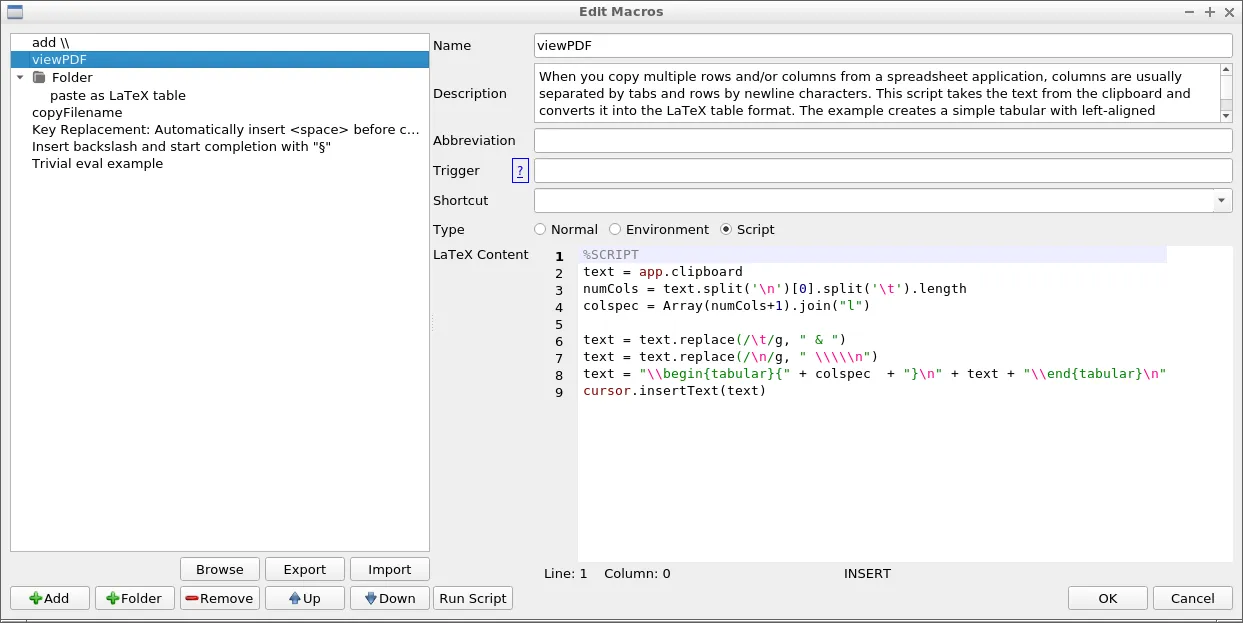 Edit Macros
add \\
viewPDF
Folder
paste as LaTeX table
copyFilename
Key Replacement: Automatically insert <space> before c...
Insert backslash and start completion with "§"
Trivial eval example
Browse Export Import
Add Folder Remove Up Down Run Script
Name viewPDF
Description
When you copy multiple rows and/or columns from a spreadsheet application, columns are usually
separated by tabs and rows by newline characters. This script takes the text from the clipboard and
converts it into the LaTeX table format. The example creates a simple tabular with left-aligned
Abbreviation
Trigger ?
Shortcut
Type Normal Environment Script
LaTeX Content
1 %SCRIPT
2 text = app.clipboard
3 numCols = text.split('\n')[0].split('\t').length
4 colspec = Array(numCols+1).join("l")
5
6 text = text.replace(/\t/g, " & ")
7 text = text.replace(/\n/g, " \\\\\n")
8 text = "\\begin{tabular}{" + colspec  + "}\n" + text + "\\end{tabular}\n"
9 cursor.insertText(text)
Line: 1 Column: 0 INSERT
OK Cancel